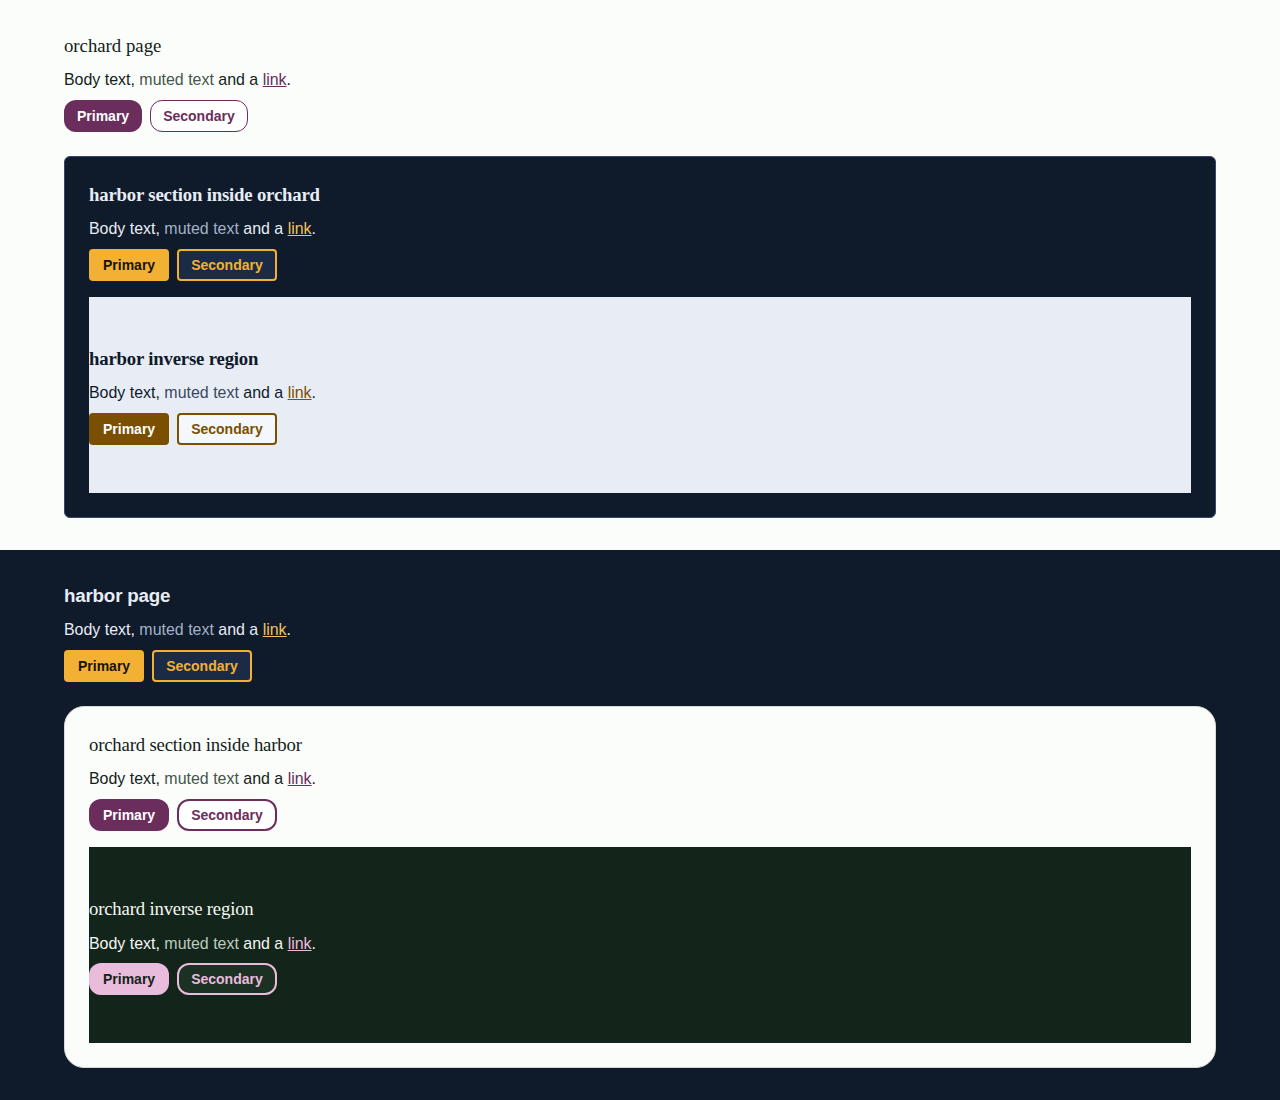 orchard page
Body text, muted text and a link.
Primary Secondary
harbor section inside orchard
Body text, muted text and a link.
Primary Secondary
harbor inverse region
Body text, muted text and a link.
Primary Secondary
harbor page
Body text, muted text and a link.
Primary Secondary
orchard section inside harbor
Body text, muted text and a link.
Primary Secondary
orchard inverse region
Body text, muted text and a link.
Primary Secondary